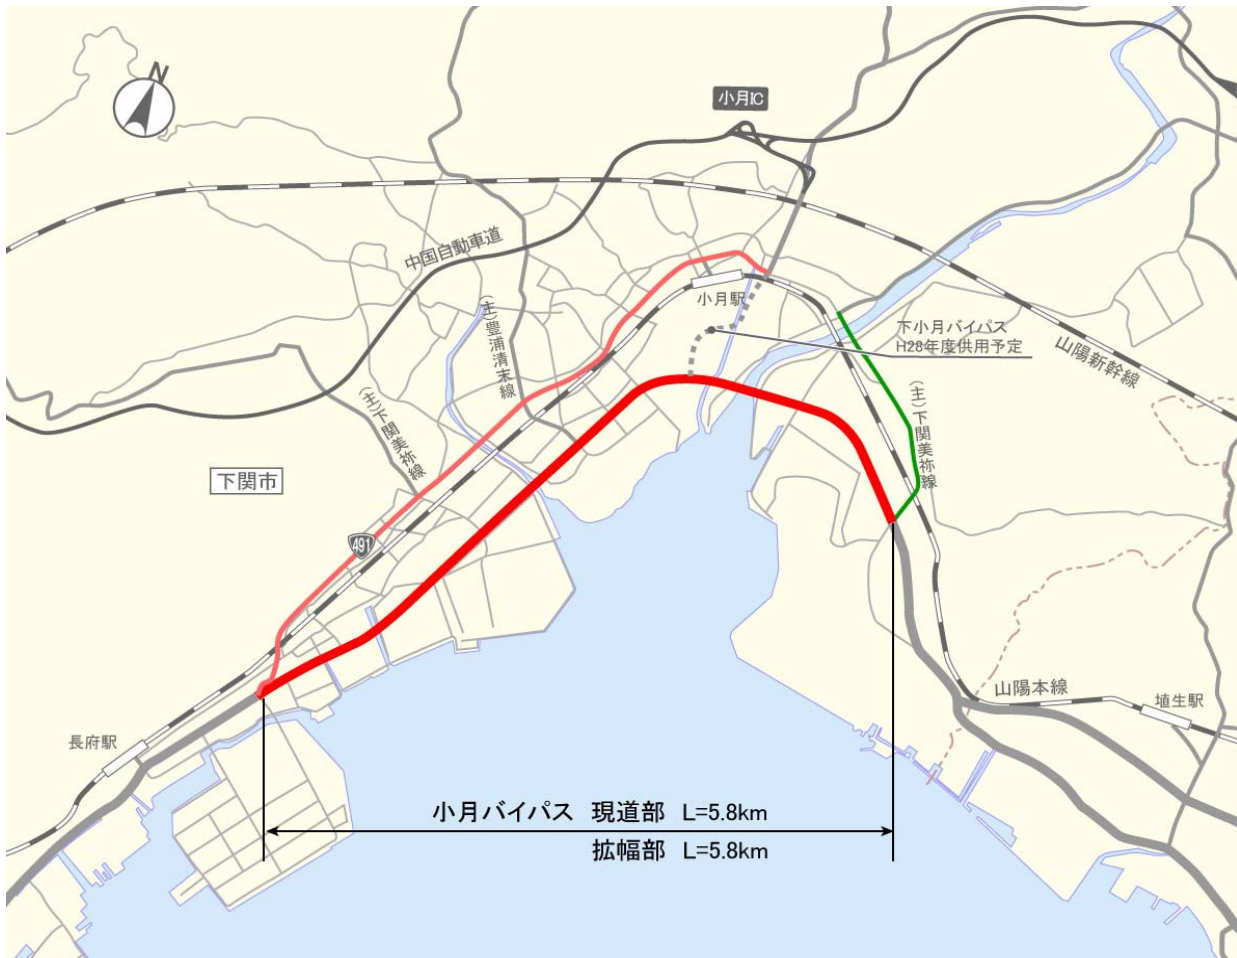 N
小月IC
中国自動車道
小月駅
(主)豊浦清末線
下小月バイパス
H28年度供用予定
山陽新幹線
(主)下関美祢線
(主)下関美祢線
下関市
491
山陽本線
埴生駅
長府駅
小月バイパス 現道部 L=5.8km
拡幅部 L=5.8km